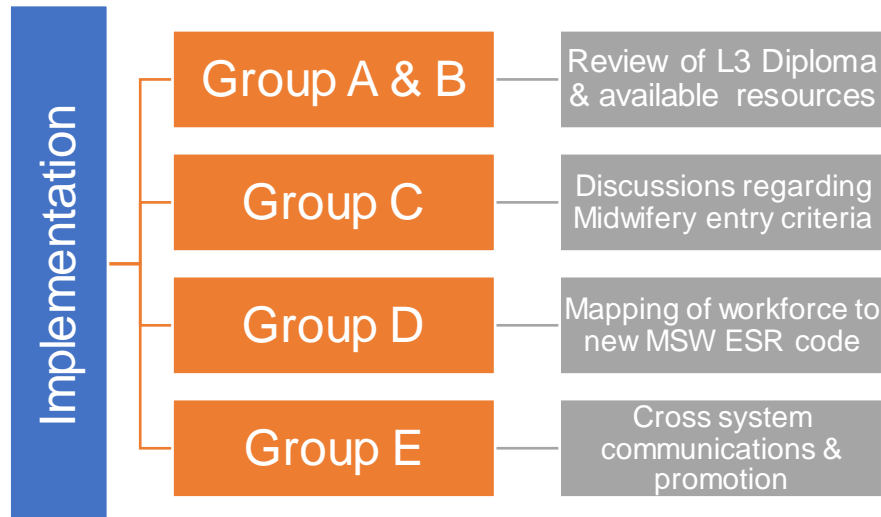 Implementation
Group A & B
Review of L3 Diploma
& available resources
Group C
Discussions regarding
Midwifery entry criteria
Group D
Mapping of workforce to
new MSW ESR code
Group E
Cross system
communications &
promotion